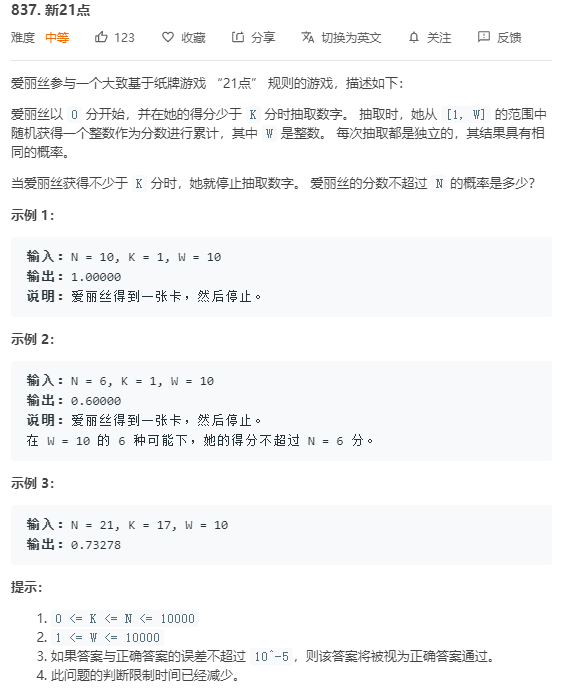 837. 新21点
难度 中等 123 收藏 分享 切换为英文 关注 反馈
爱丽丝参与一个大致基于纸牌游戏 “21点” 规则的游戏，描述如下：
爱丽丝以 0 分开始，并在她的得分少于 K 分时抽取数字。 抽取时，她从 [1, W] 的范围中
随机获得一个整数作为分数进行累计，其中 W 是整数。 每次抽取都是独立的，其结果具有相
同的概率。
当爱丽丝获得不少于 K 分时，她就停止抽取数字。 爱丽丝的分数不超过 N 的概率是多少？
示例 1：
输入：N = 10, K = 1, W = 10
输出：1.00000
说明：爱丽丝得到一张卡，然后停止。
示例 2：
输入：N = 6, K = 1, W = 10
输出：0.60000
说明：爱丽丝得到一张卡，然后停止。
在 W = 10 的 6 种可能下，她的得分不超过 N = 6 分。
示例 3：
输入：N = 21, K = 17, W = 10
输出：0.73278
提示：
1. 0 <= K <= N <= 10000
2. 1 <= W <= 10000
3. 如果答案与正确答案的误差不超过 10^-5，则该答案将被视为正确答案通过。
4. 此问题的判断限制时间已经减少。